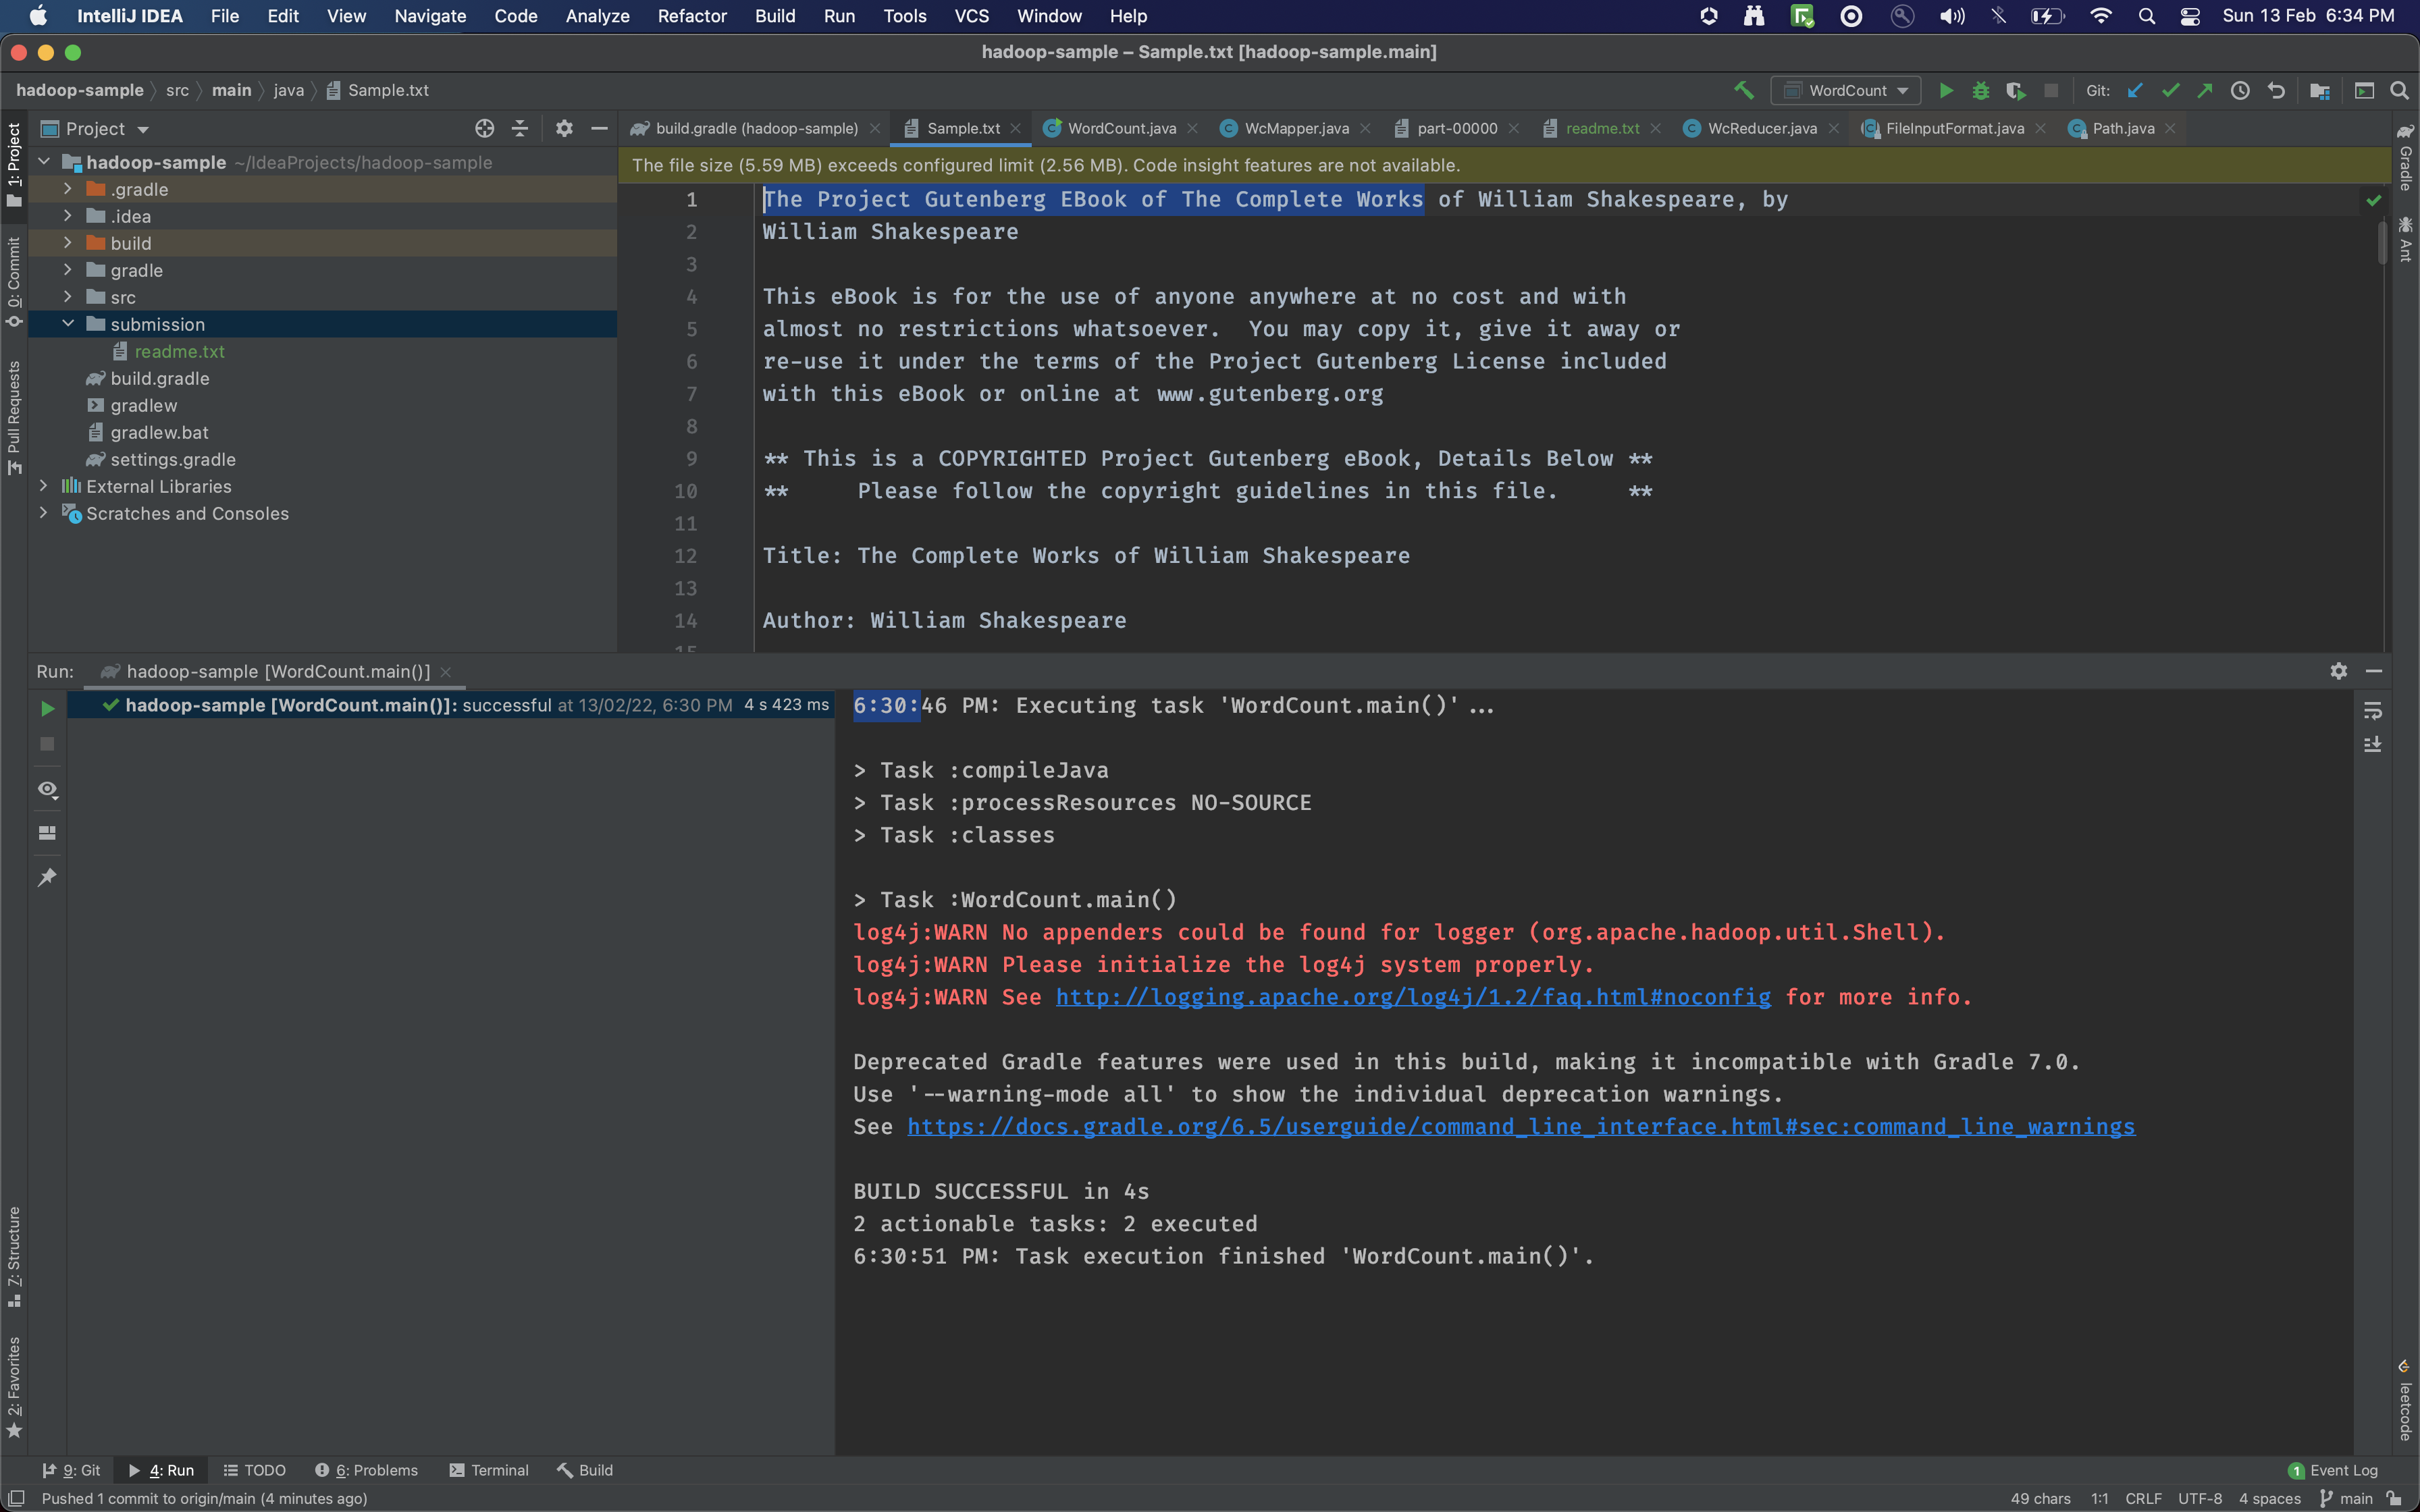 IntelliJ IDEA File Edit View Navigate Code Analyze Refactor Build Run Tools VCS Window Help Sun 13 Feb 6:34 PM
hadoop-sample – Sample.txt [hadoop-sample.main]
hadoop-sample src main java Sample.txt WordCount Git:
1: Project
0: Commit
Pull Requests
7: Structure
2: Favorites
Project
hadoop-sample ~/IdeaProjects/hadoop-sample
.gradle
.idea
build
gradle
src
submission
readme.txt
build.gradle
gradlew
gradlew.bat
settings.gradle
External Libraries
Scratches and Consoles
build.gradle (hadoop-sample) Sample.txt WordCount.java WcMapper.java part-00000 readme.txt WcReducer.java FileInputFormat.java Path.java
The file size (5.59 MB) exceeds configured limit (2.56 MB). Code insight features are not available.
1 The Project Gutenberg EBook of The Complete Works of William Shakespeare, by
2 William Shakespeare
3
4 This eBook is for the use of anyone anywhere at no cost and with
5 almost no restrictions whatsoever.  You may copy it, give it away or
6 re-use it under the terms of the Project Gutenberg License included
7 with this eBook or online at www.gutenberg.org
8
9 ** This is a COPYRIGHTED Project Gutenberg eBook, Details Below **
10 **     Please follow the copyright guidelines in this file.     **
11
12 Title: The Complete Works of William Shakespeare
13
14 Author: William Shakespeare
15
Gradle
Ant
leetcode
Run: hadoop-sample [WordCount.main()]
hadoop-sample [WordCount.main()]: successful at 13/02/22, 6:30 PM 4 s 423 ms
6:30:46 PM: Executing task 'WordCount.main()' ...
> Task :compileJava
> Task :processResources NO-SOURCE
> Task :classes
> Task :WordCount.main()
log4j:WARN No appenders could be found for logger (org.apache.hadoop.util.Shell).
log4j:WARN Please initialize the log4j system properly.
log4j:WARN See http://logging.apache.org/log4j/1.2/faq.html#noconfig for more info.
Deprecated Gradle features were used in this build, making it incompatible with Gradle 7.0.
Use '--warning-mode all' to show the individual deprecation warnings.
See https://docs.gradle.org/6.5/userguide/command_line_interface.html#sec:command_line_warnings
BUILD SUCCESSFUL in 4s
2 actionable tasks: 2 executed
6:30:51 PM: Task execution finished 'WordCount.main()'.
9: Git 4: Run TODO 6: Problems Terminal Build 1 Event Log
Pushed 1 commit to origin/main (4 minutes ago) 49 chars 1:1 CRLF UTF-8 4 spaces main